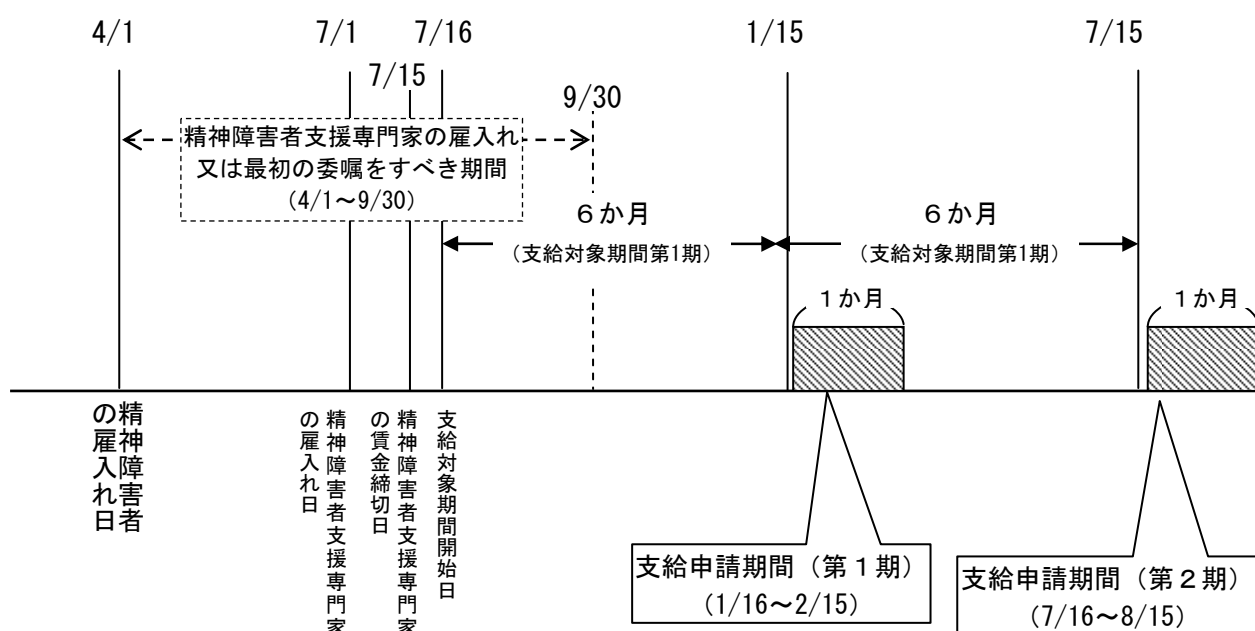 4/1
7/1
7/15
7/16
9/30
1/15
7/15
精神障害者支援専門家の雇入れ
又は最初の委嘱をすべき期間
(4/1～9/30)
６か月
(支給対象期間第1期)
６か月
(支給対象期間第1期)
１か月
１か月
精神障害者
の雇入れ日
精神障害者支援専門家
の雇入れ日
精神障害者支援専門家
の賃金締切日
支給対象期間開始日
支給申請期間（第１期）
(1/16～2/15)
支給申請期間（第２期）
(7/16～8/15)